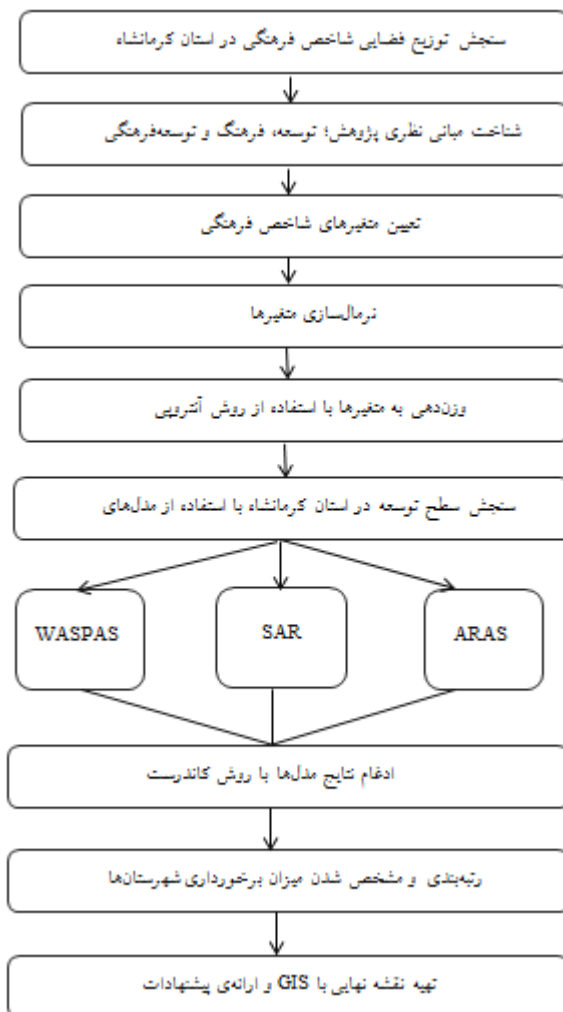 سنجش توزیع فضایی شاخص فرهنگی در استان کرمانشاه
شناخت مبانی نظری پژوهش؛ توسعه، فرهنگ و توسعه‌فرهنگی
تعیین متغیرهای شاخص فرهنگی
نرمال‌سازی متغیرها
وزن‌دهی به متغیرها با استفاده از روش آنتروپی
سنجش سطح توسعه در استان کرمانشاه با استفاده از مدل‌های
WASPAS
SAR
ARAS
ادغام نتایج مدل‌ها با روش کاندرست
رتبه‌بندی و مشخص شدن میزان برخورداری شهرستان‌ها
تهیه نقشه نهایی با GIS و ارائه‌ی پیشنهادات